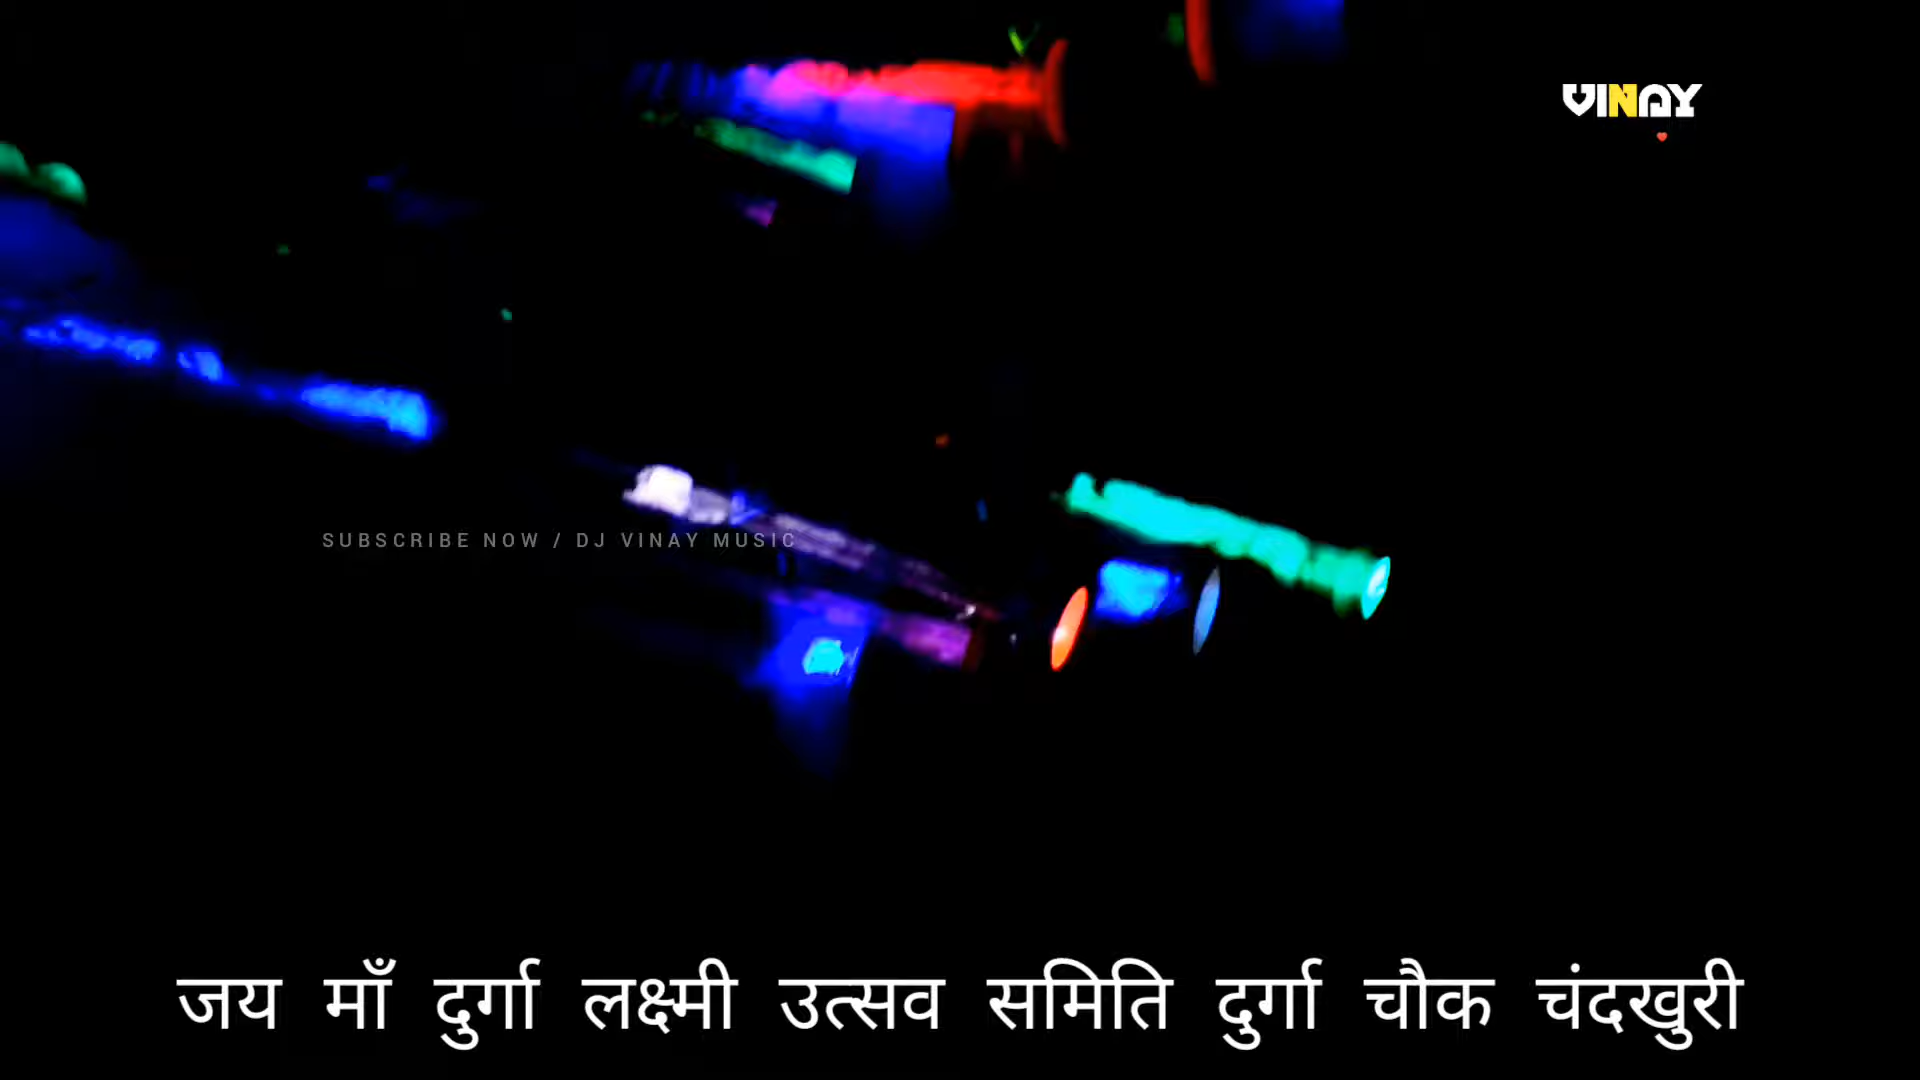 VINAY
SUBSCRIBE NOW / DJ VINAY MUSIC
जय माँ दुर्गा लक्ष्मी उत्सव समिति दुर्गा चौक चंदखुरी